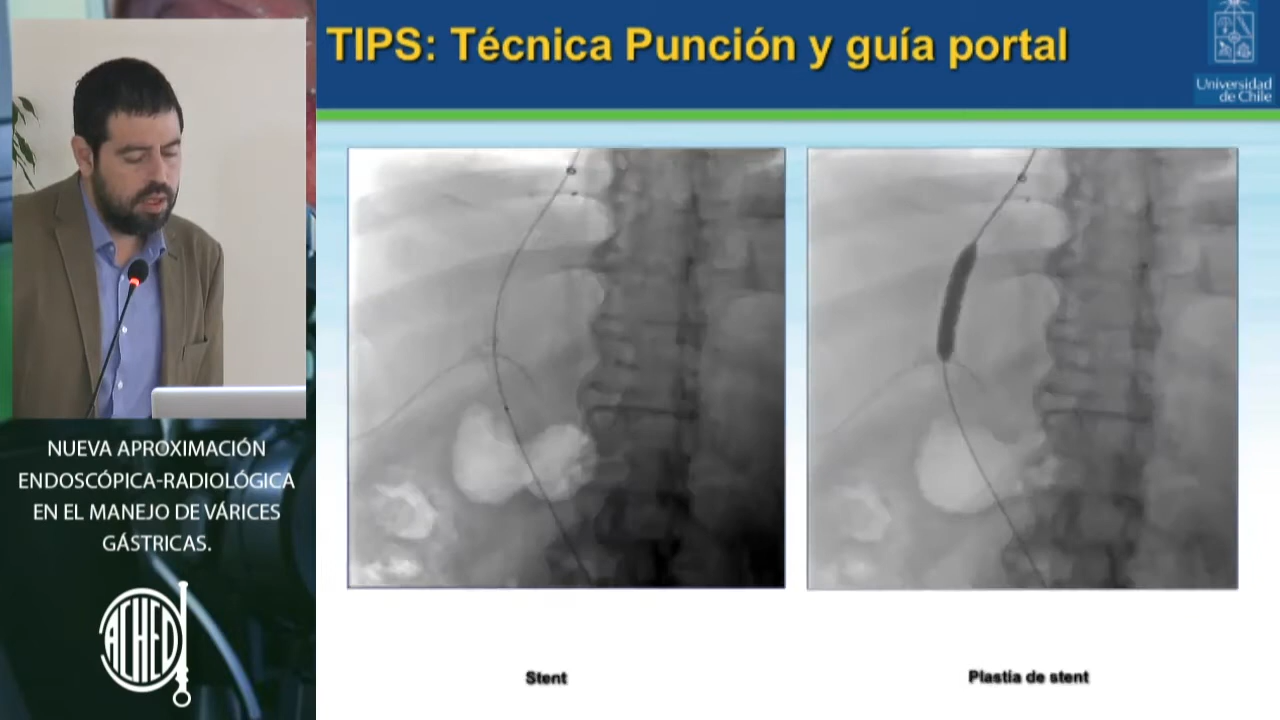 TIPS: Técnica Punción y guía portal
Universidad
de Chile
NUEVA APROXIMACIÓN
ENDOSCÓPICA-RADIOLÓGICA
EN EL MANEJO DE VÁRICES
GÁSTRICAS.
ACHED
Stent
Plastía de stent